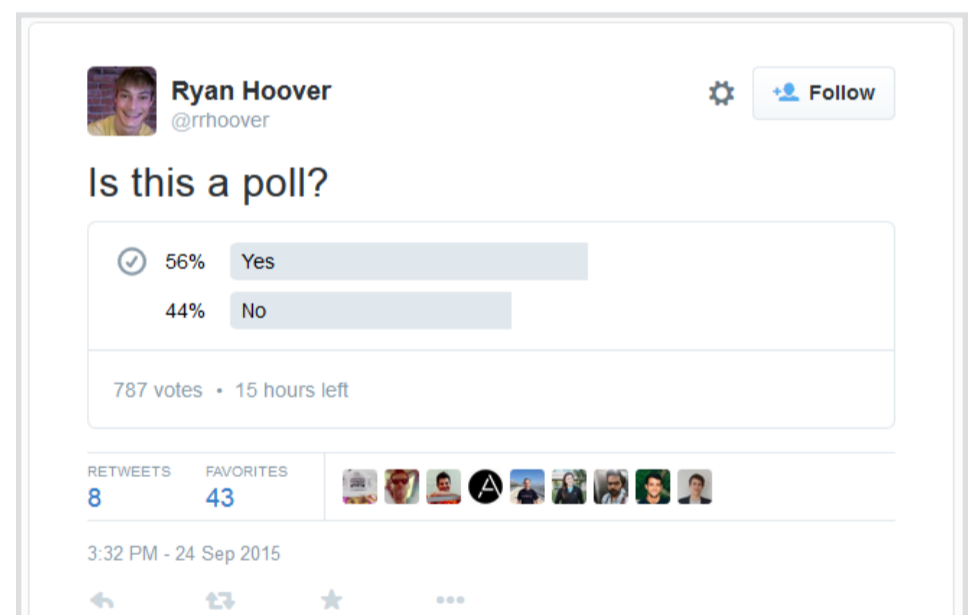 Ryan Hoover
@rrhoover
Follow
Is this a poll?
56% Yes
44% No
787 votes • 15 hours left
RETWEETS FAVORITES
8 43
3:32 PM - 24 Sep 2015